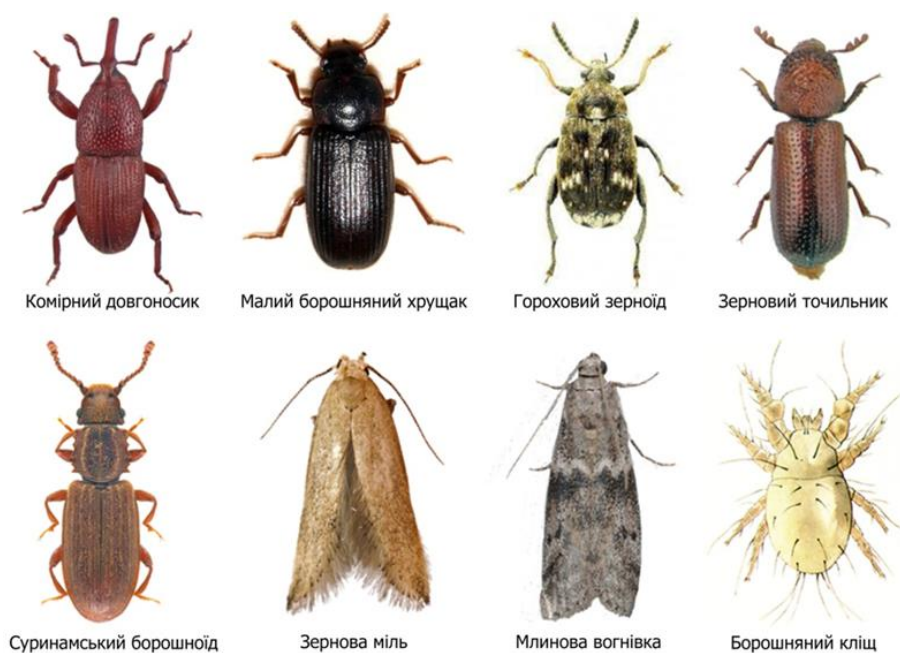 Комірний довгоносик
Малий борошняний хрущак
Гороховий зерноїд
Зерновий точильник
Суринамський борошноїд
Зернова міль
Млинова вогнівка
Борошняний кліщ